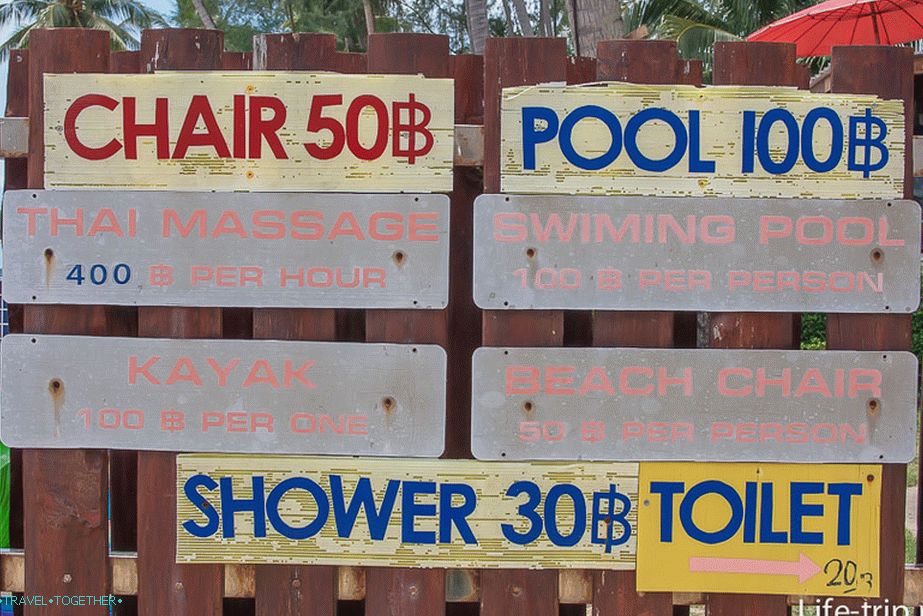 CHAIR 50฿
POOL 100฿
THAI MASSAGE
400 ฿ PER HOUR
SWIMING POOL
100 ฿ PER PERSON
KAYAK
100 ฿ PER ONE
BEACH CHAIR
50 ฿ PER PERSON
SHOWER 30฿
TOILET
20
TRAVEL•TOGETHER•
Life-trip